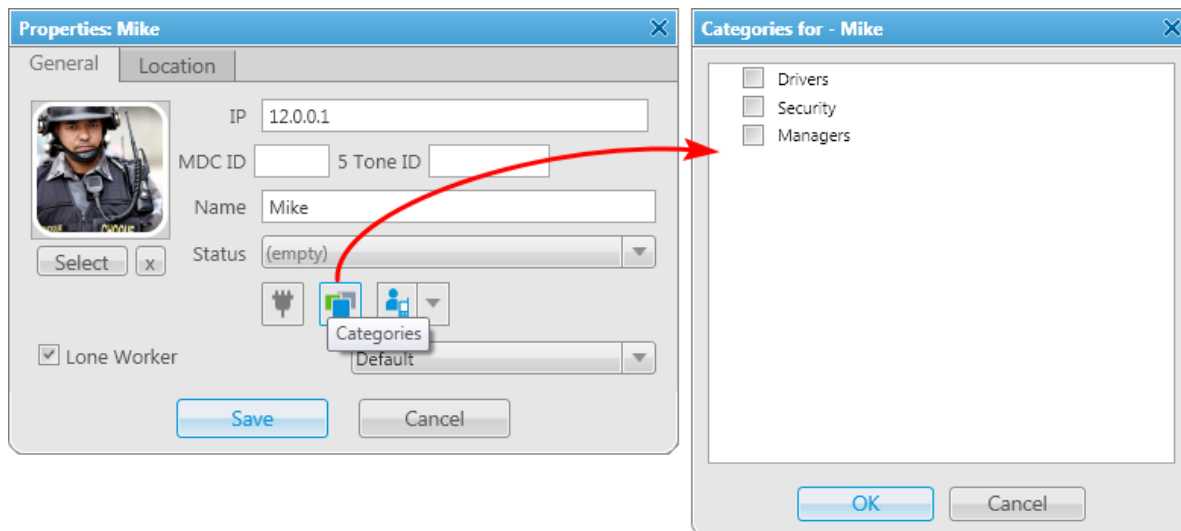 Properties: Mike
General
Location
IP
12.0.0.1
MDC ID
5 Tone ID
Name
Mike
Select
x
Status
(empty)
Categories
Lone Worker
Default
Save
Cancel
Categories for - Mike
Drivers
Security
Managers
OK
Cancel
CHOQUE